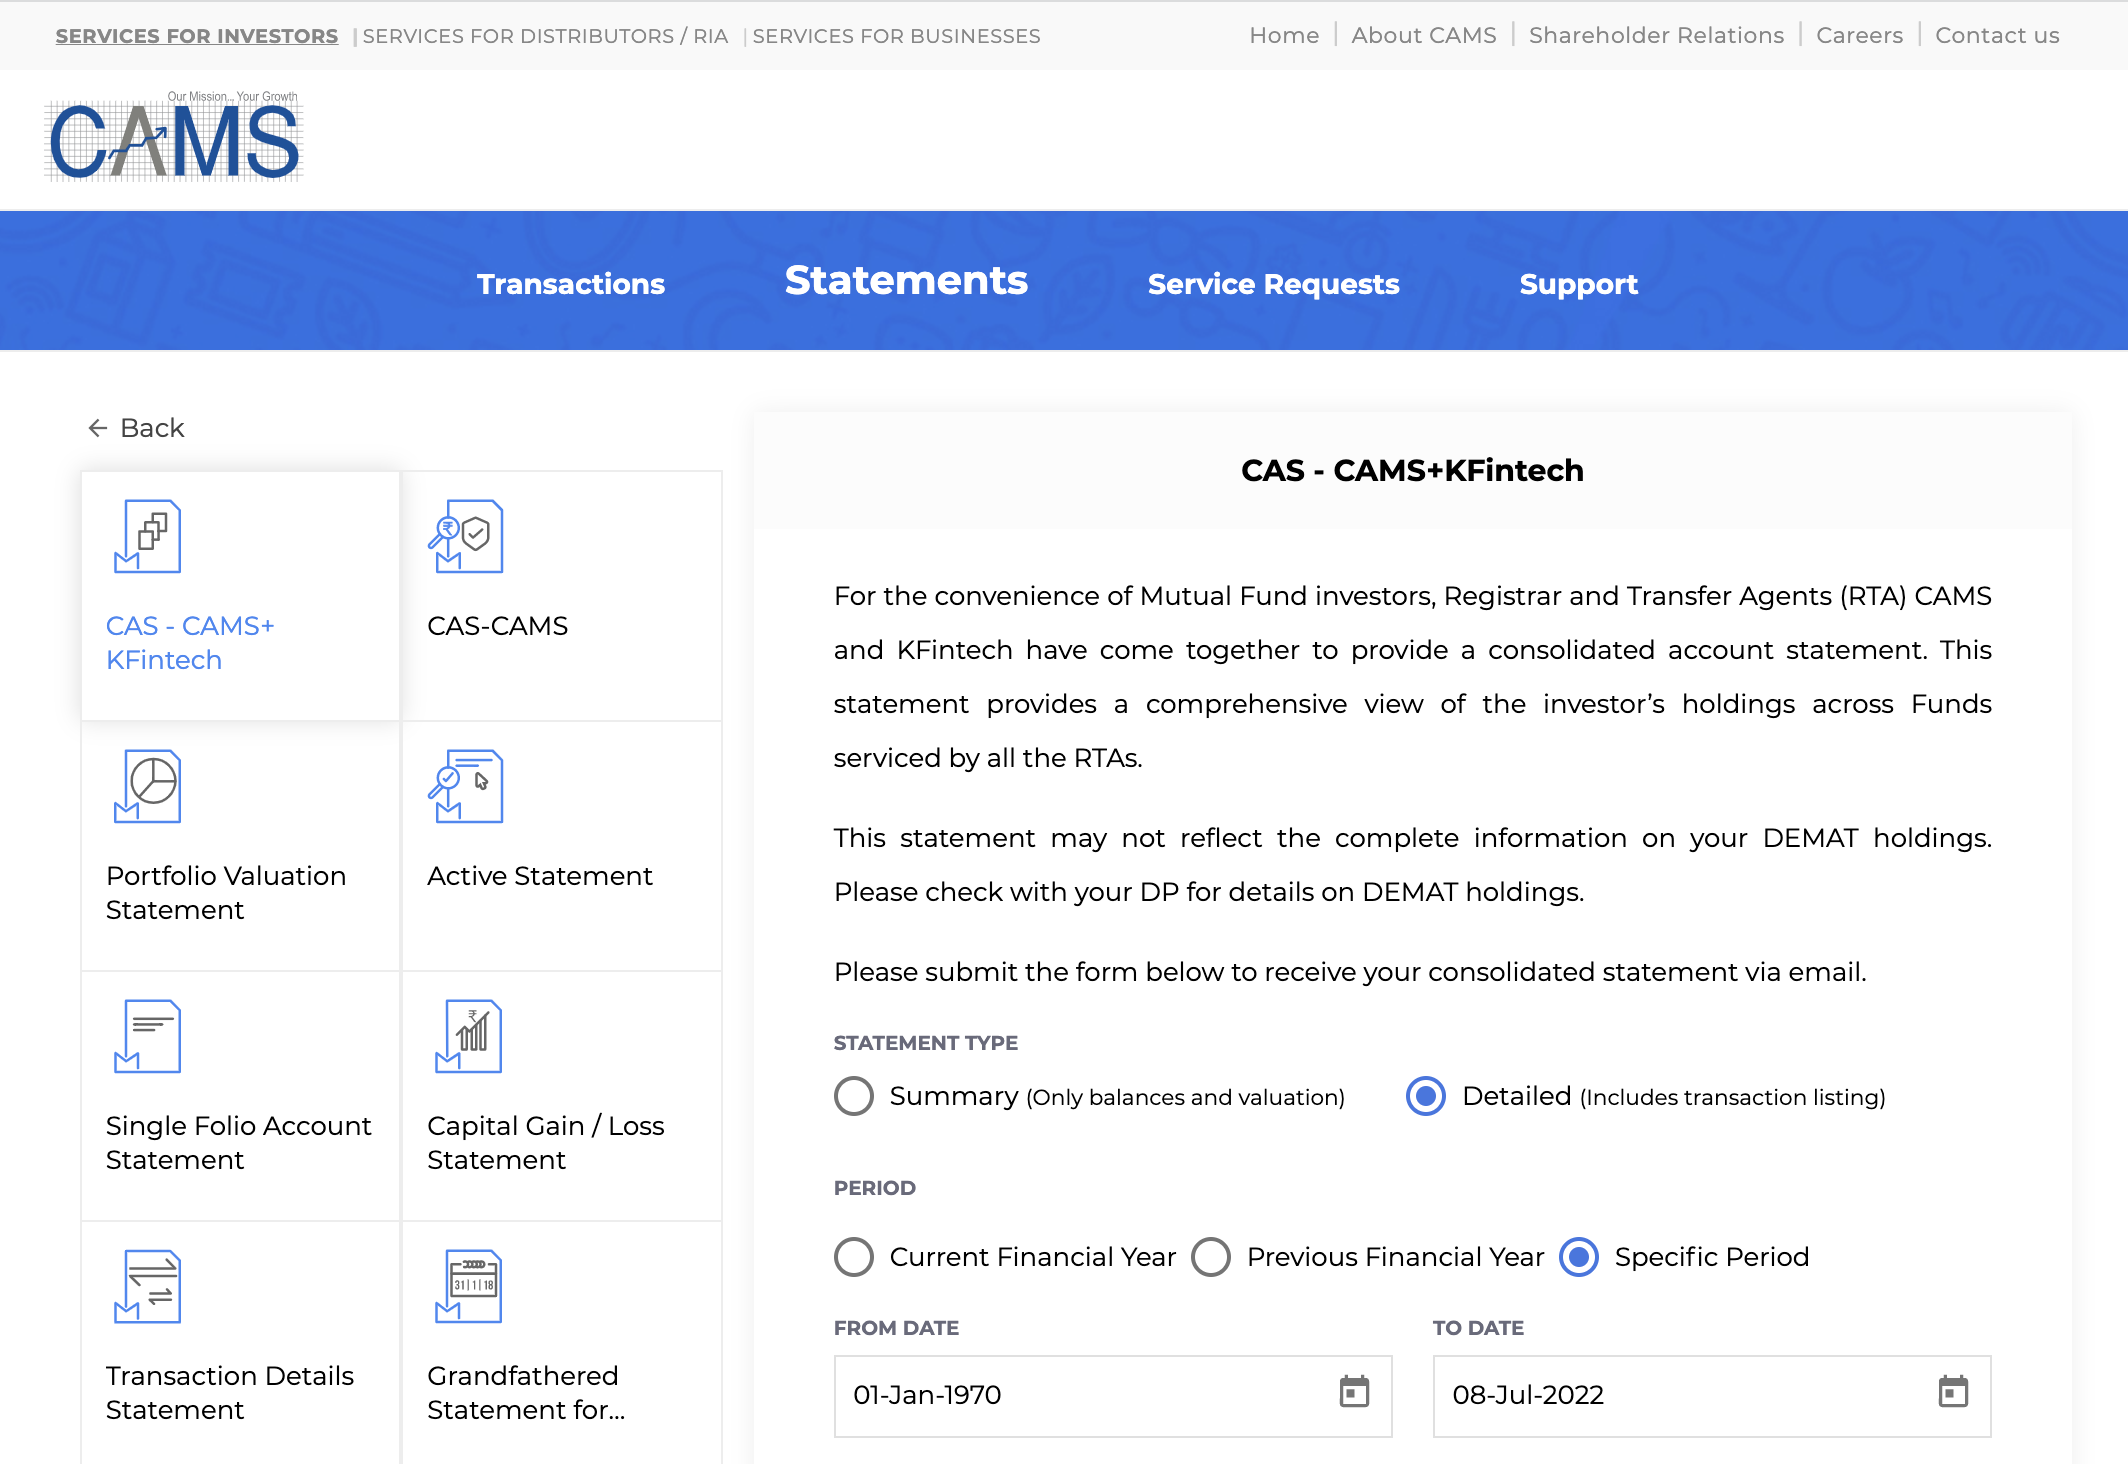 SERVICES FOR INVESTORS | SERVICES FOR DISTRIBUTORS / RIA | SERVICES FOR BUSINESSES
Home | About CAMS | Shareholder Relations | Careers | Contact us
Our Mission... Your Growth
CAMS
Transactions
Statements
Service Requests
Support
Back
CAS - CAMS+
KFintech
CAS-CAMS
Portfolio Valuation
Statement
Active Statement
Single Folio Account
Statement
Capital Gain / Loss
Statement
Transaction Details
Statement
31|1|18
Grandfathered
Statement for...
CAS - CAMS+KFintech
For the convenience of Mutual Fund investors, Registrar and Transfer Agents (RTA) CAMS
and KFintech have come together to provide a consolidated account statement. This
statement provides a comprehensive view of the investor’s holdings across Funds
serviced by all the RTAs.
This statement may not reflect the complete information on your DEMAT holdings.
Please check with your DP for details on DEMAT holdings.
Please submit the form below to receive your consolidated statement via email.
STATEMENT TYPE
Summary (Only balances and valuation)
Detailed (Includes transaction listing)
PERIOD
Current Financial Year
Previous Financial Year
Specific Period
FROM DATE
TO DATE
01-Jan-1970
08-Jul-2022